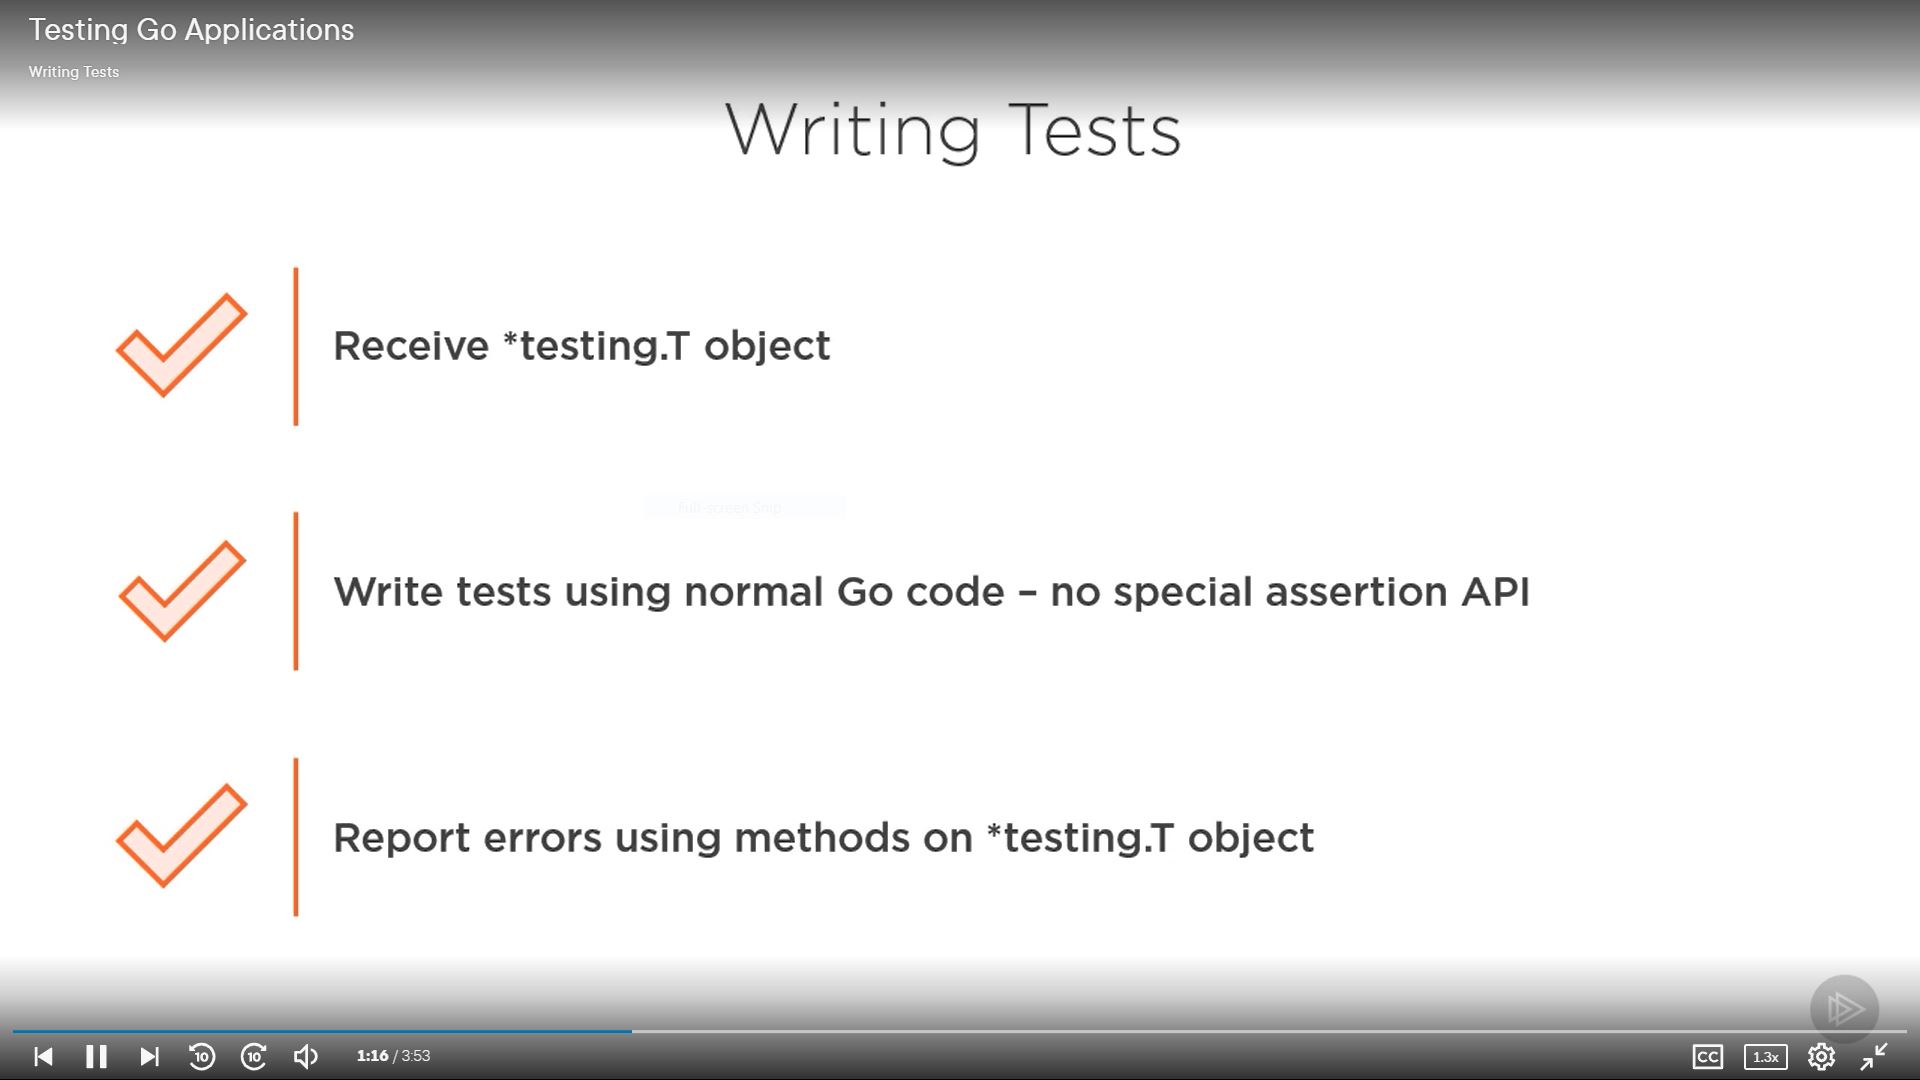 Testing Go Applications
Writing Tests
Writing Tests
Receive *testing.T object
Full-screen Snip
Write tests using normal Go code – no special assertion API
Report errors using methods on *testing.T object
10
10
1:16 / 3:53
CC
1.3x